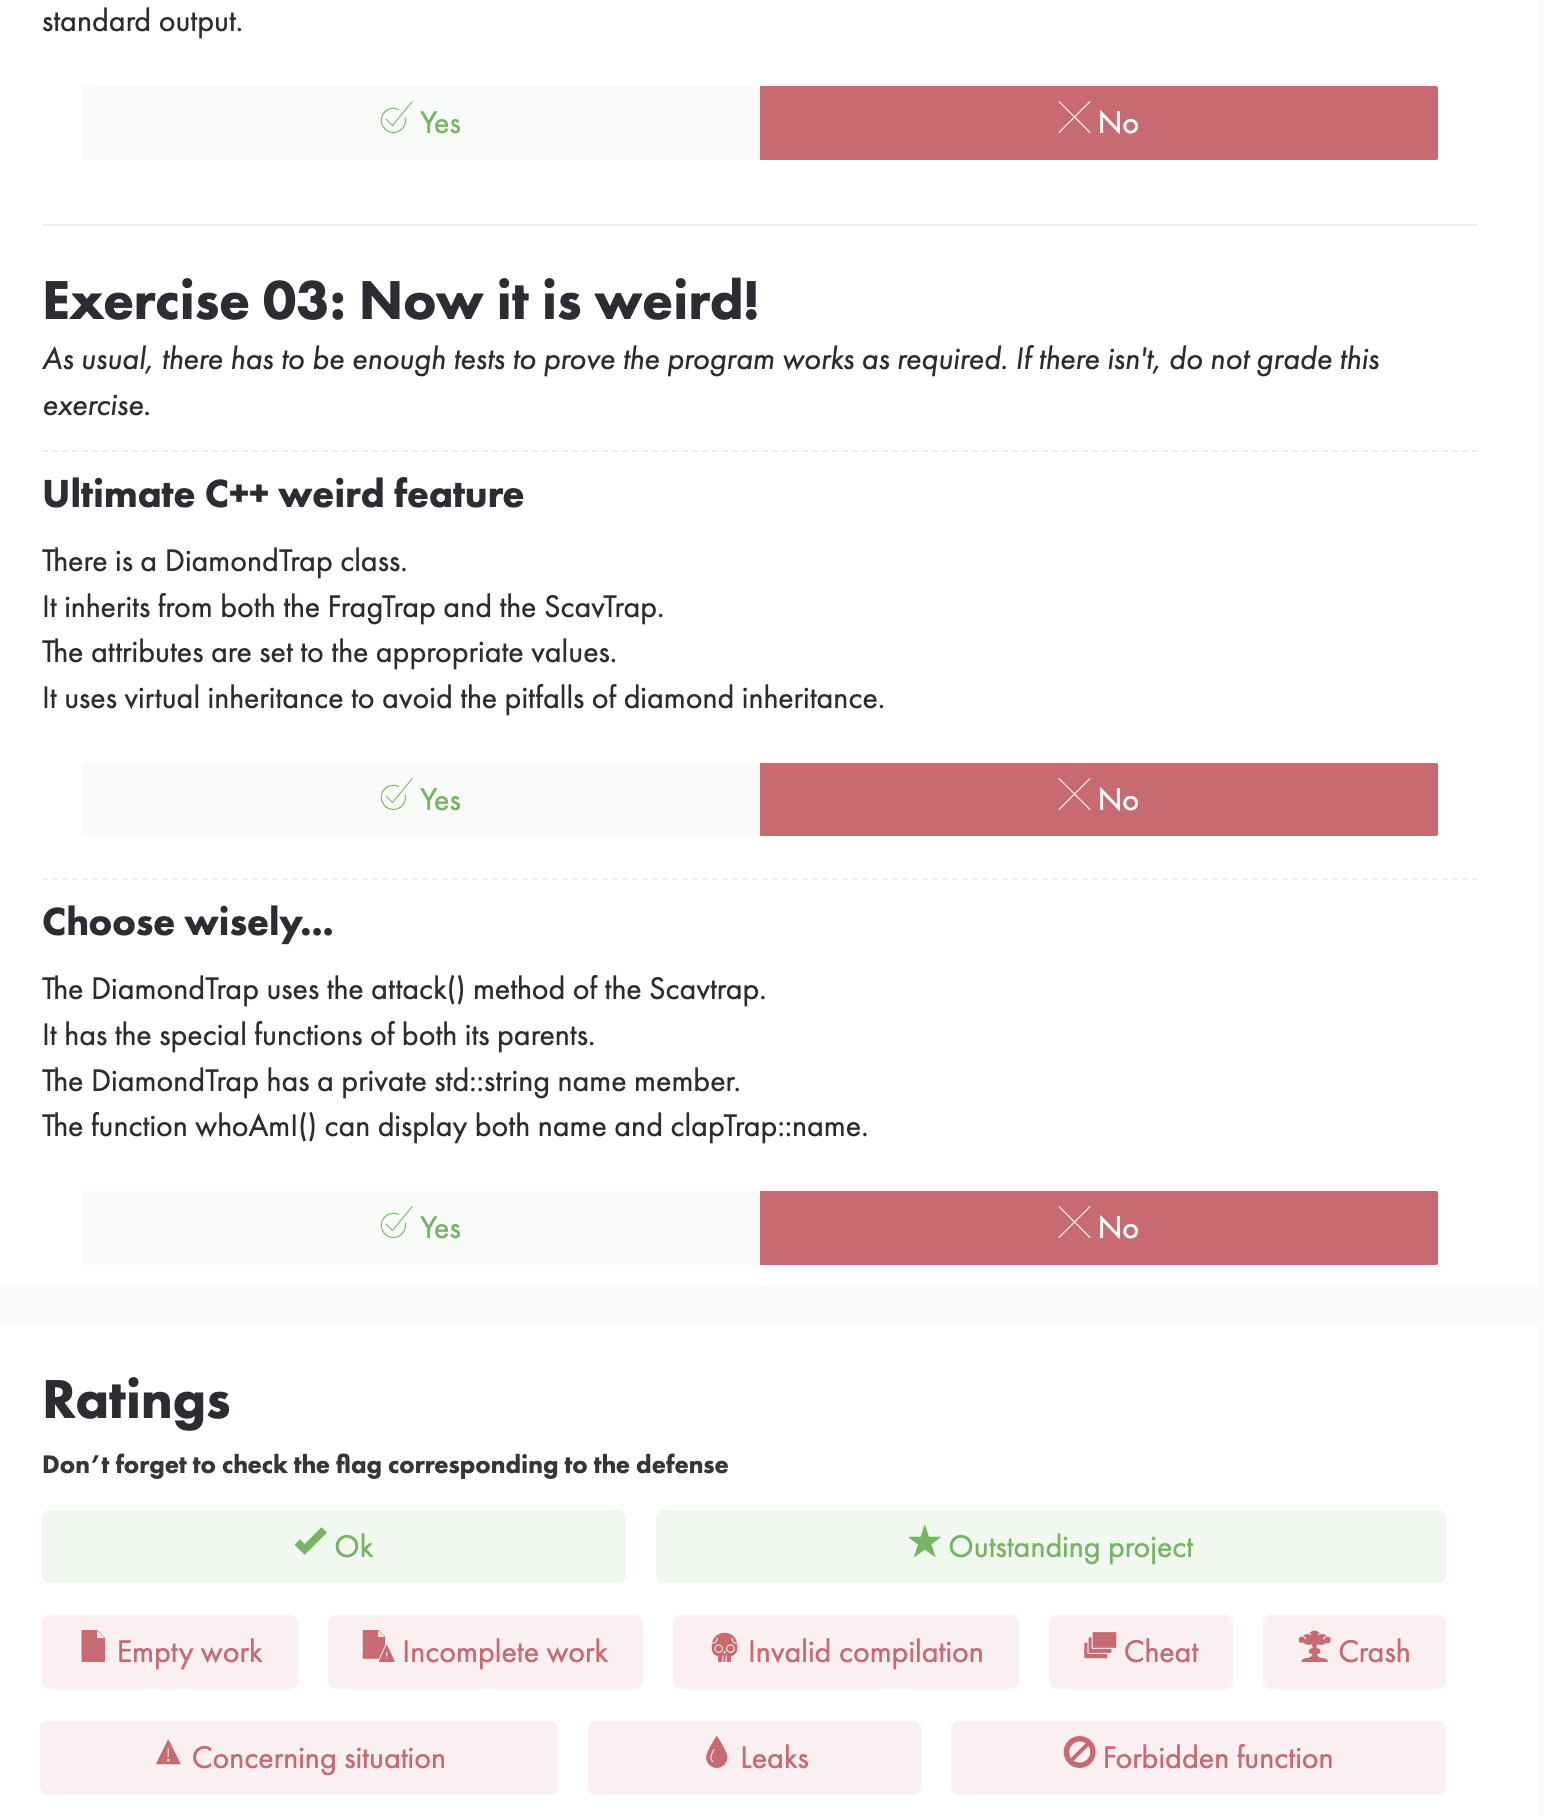 standard output.
Yes
No
Exercise 03: Now it is weird!
As usual, there has to be enough tests to prove the program works as required. If there isn't, do not grade this
exercise.
Ultimate C++ weird feature
There is a DiamondTrap class.
It inherits from both the FragTrap and the ScavTrap.
The attributes are set to the appropriate values.
It uses virtual inheritance to avoid the pitfalls of diamond inheritance.
Yes
No
Choose wisely...
The DiamondTrap uses the attack() method of the Scavtrap.
It has the special functions of both its parents.
The DiamondTrap has a private std::string name member.
The function whoAmI() can display both name and clapTrap::name.
Yes
No
Ratings
Don’t forget to check the flag corresponding to the defense
Ok
Outstanding project
Empty work
Incomplete work
Invalid compilation
Cheat
Crash
Concerning situation
Leaks
Forbidden function